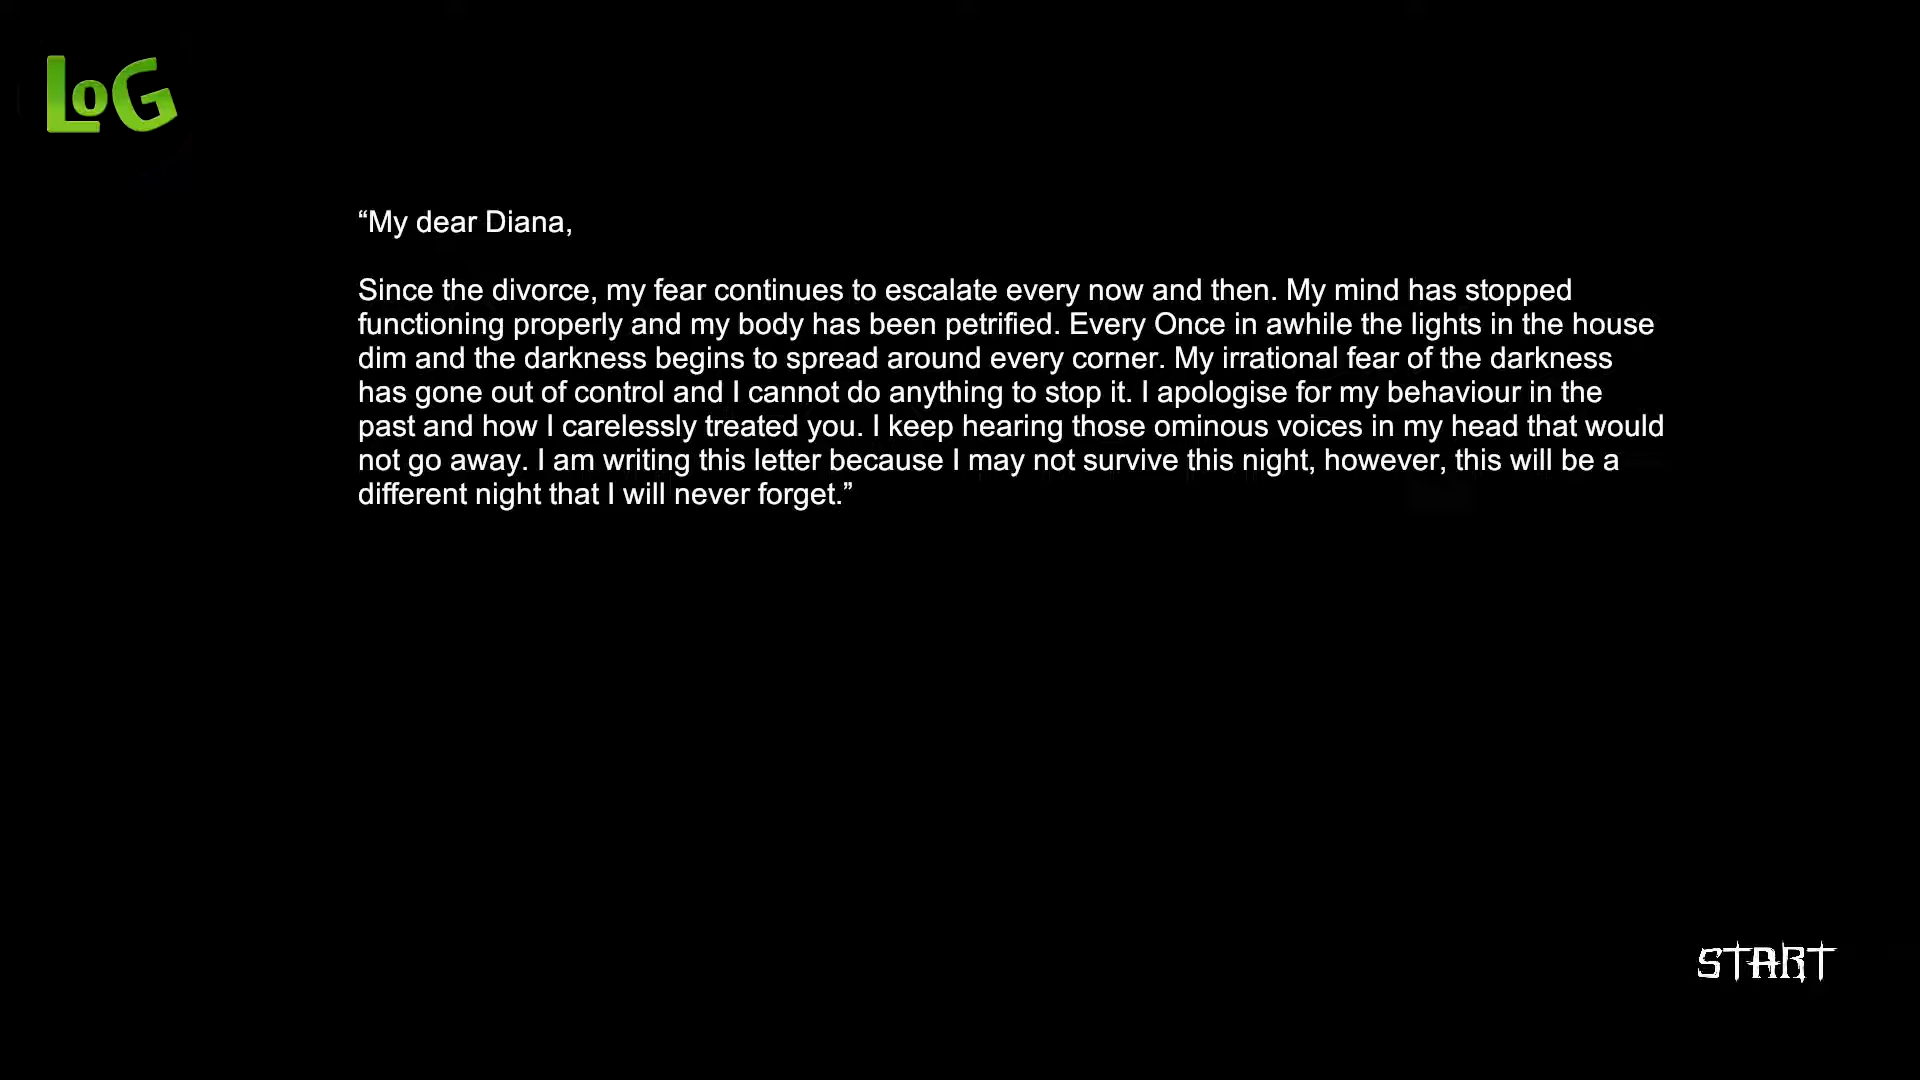 LoG
“My dear Diana,
Since the divorce, my fear continues to escalate every now and then. My mind has stopped
functioning properly and my body has been petrified. Every Once in awhile the lights in the house
dim and the darkness begins to spread around every corner. My irrational fear of the darkness
has gone out of control and I cannot do anything to stop it. I apologise for my behaviour in the
past and how I carelessly treated you. I keep hearing those ominous voices in my head that would
not go away. I am writing this letter because I may not survive this night, however, this will be a
different night that I will never forget.”
START